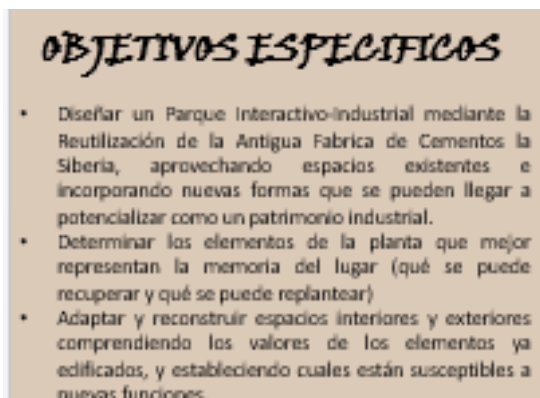 OBJETIVOS ESPECIFICOS
• Diseñar un Parque Interactivo-Industrial mediante la
Reutilización de la Antigua Fabrica de Cementos la
Siberia, aprovechando espacios existentes e
incorporando nuevas formas que se pueden llegar a
potencializar como un patrimonio industrial.
• Determinar los elementos de la planta que mejor
representan la memoria del lugar (qué se puede
recuperar y qué se puede replantear)
• Adaptar y reconstruir espacios interiores y exteriores
comprendiendo los valores de los elementos ya
edificados, y estableciendo cuales están susceptibles a
nuevas funciones.